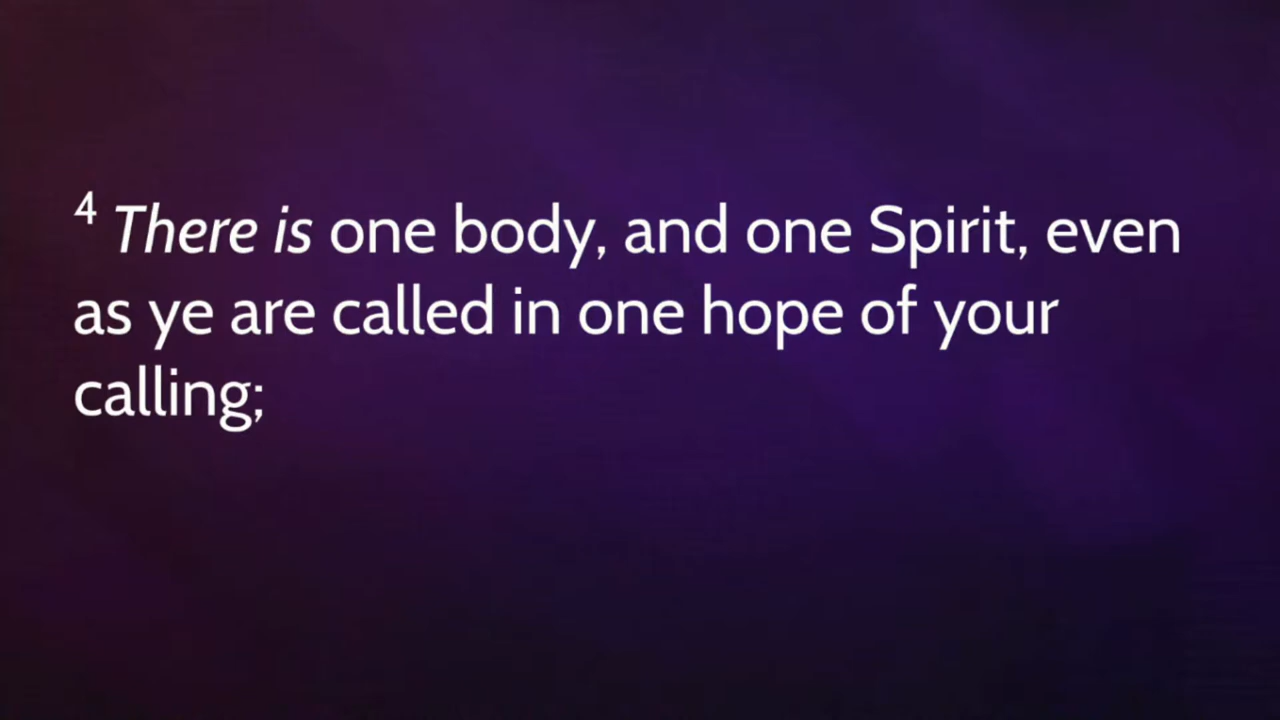 4 There is one body, and one Spirit, even
as ye are called in one hope of your
calling;